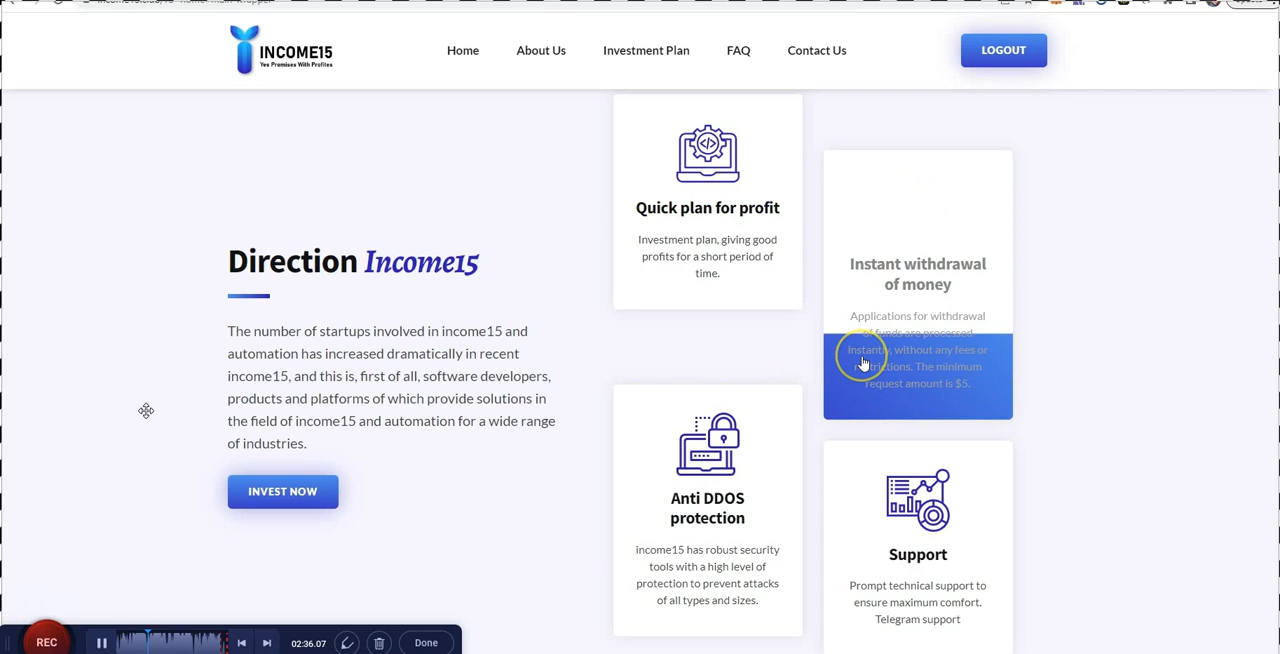 INCOME15
Yes Premises With Profites
Home
About Us
Investment Plan
FAQ
Contact Us
LOGOUT
Direction Income15
The number of startups involved in income15 and
automation has increased dramatically in recent
income15, and this is, first of all, software developers,
products and platforms of which provide solutions in
the field of income15 and automation for a wide range
of industries.
INVEST NOW
Quick plan for profit
Investment plan, giving good
profits for a short period of
time.
Instant withdrawal
of money
Applications for withdrawal
of funds are processed
instantly, without any fees or
restrictions. The minimum
request amount is $5.
Anti DDOS
protection
income15 has robust security
tools with a high level of
protection to prevent attacks
of all types and sizes.
Support
Prompt technical support to
ensure maximum comfort.
Telegram support
REC
02:36.07
Done